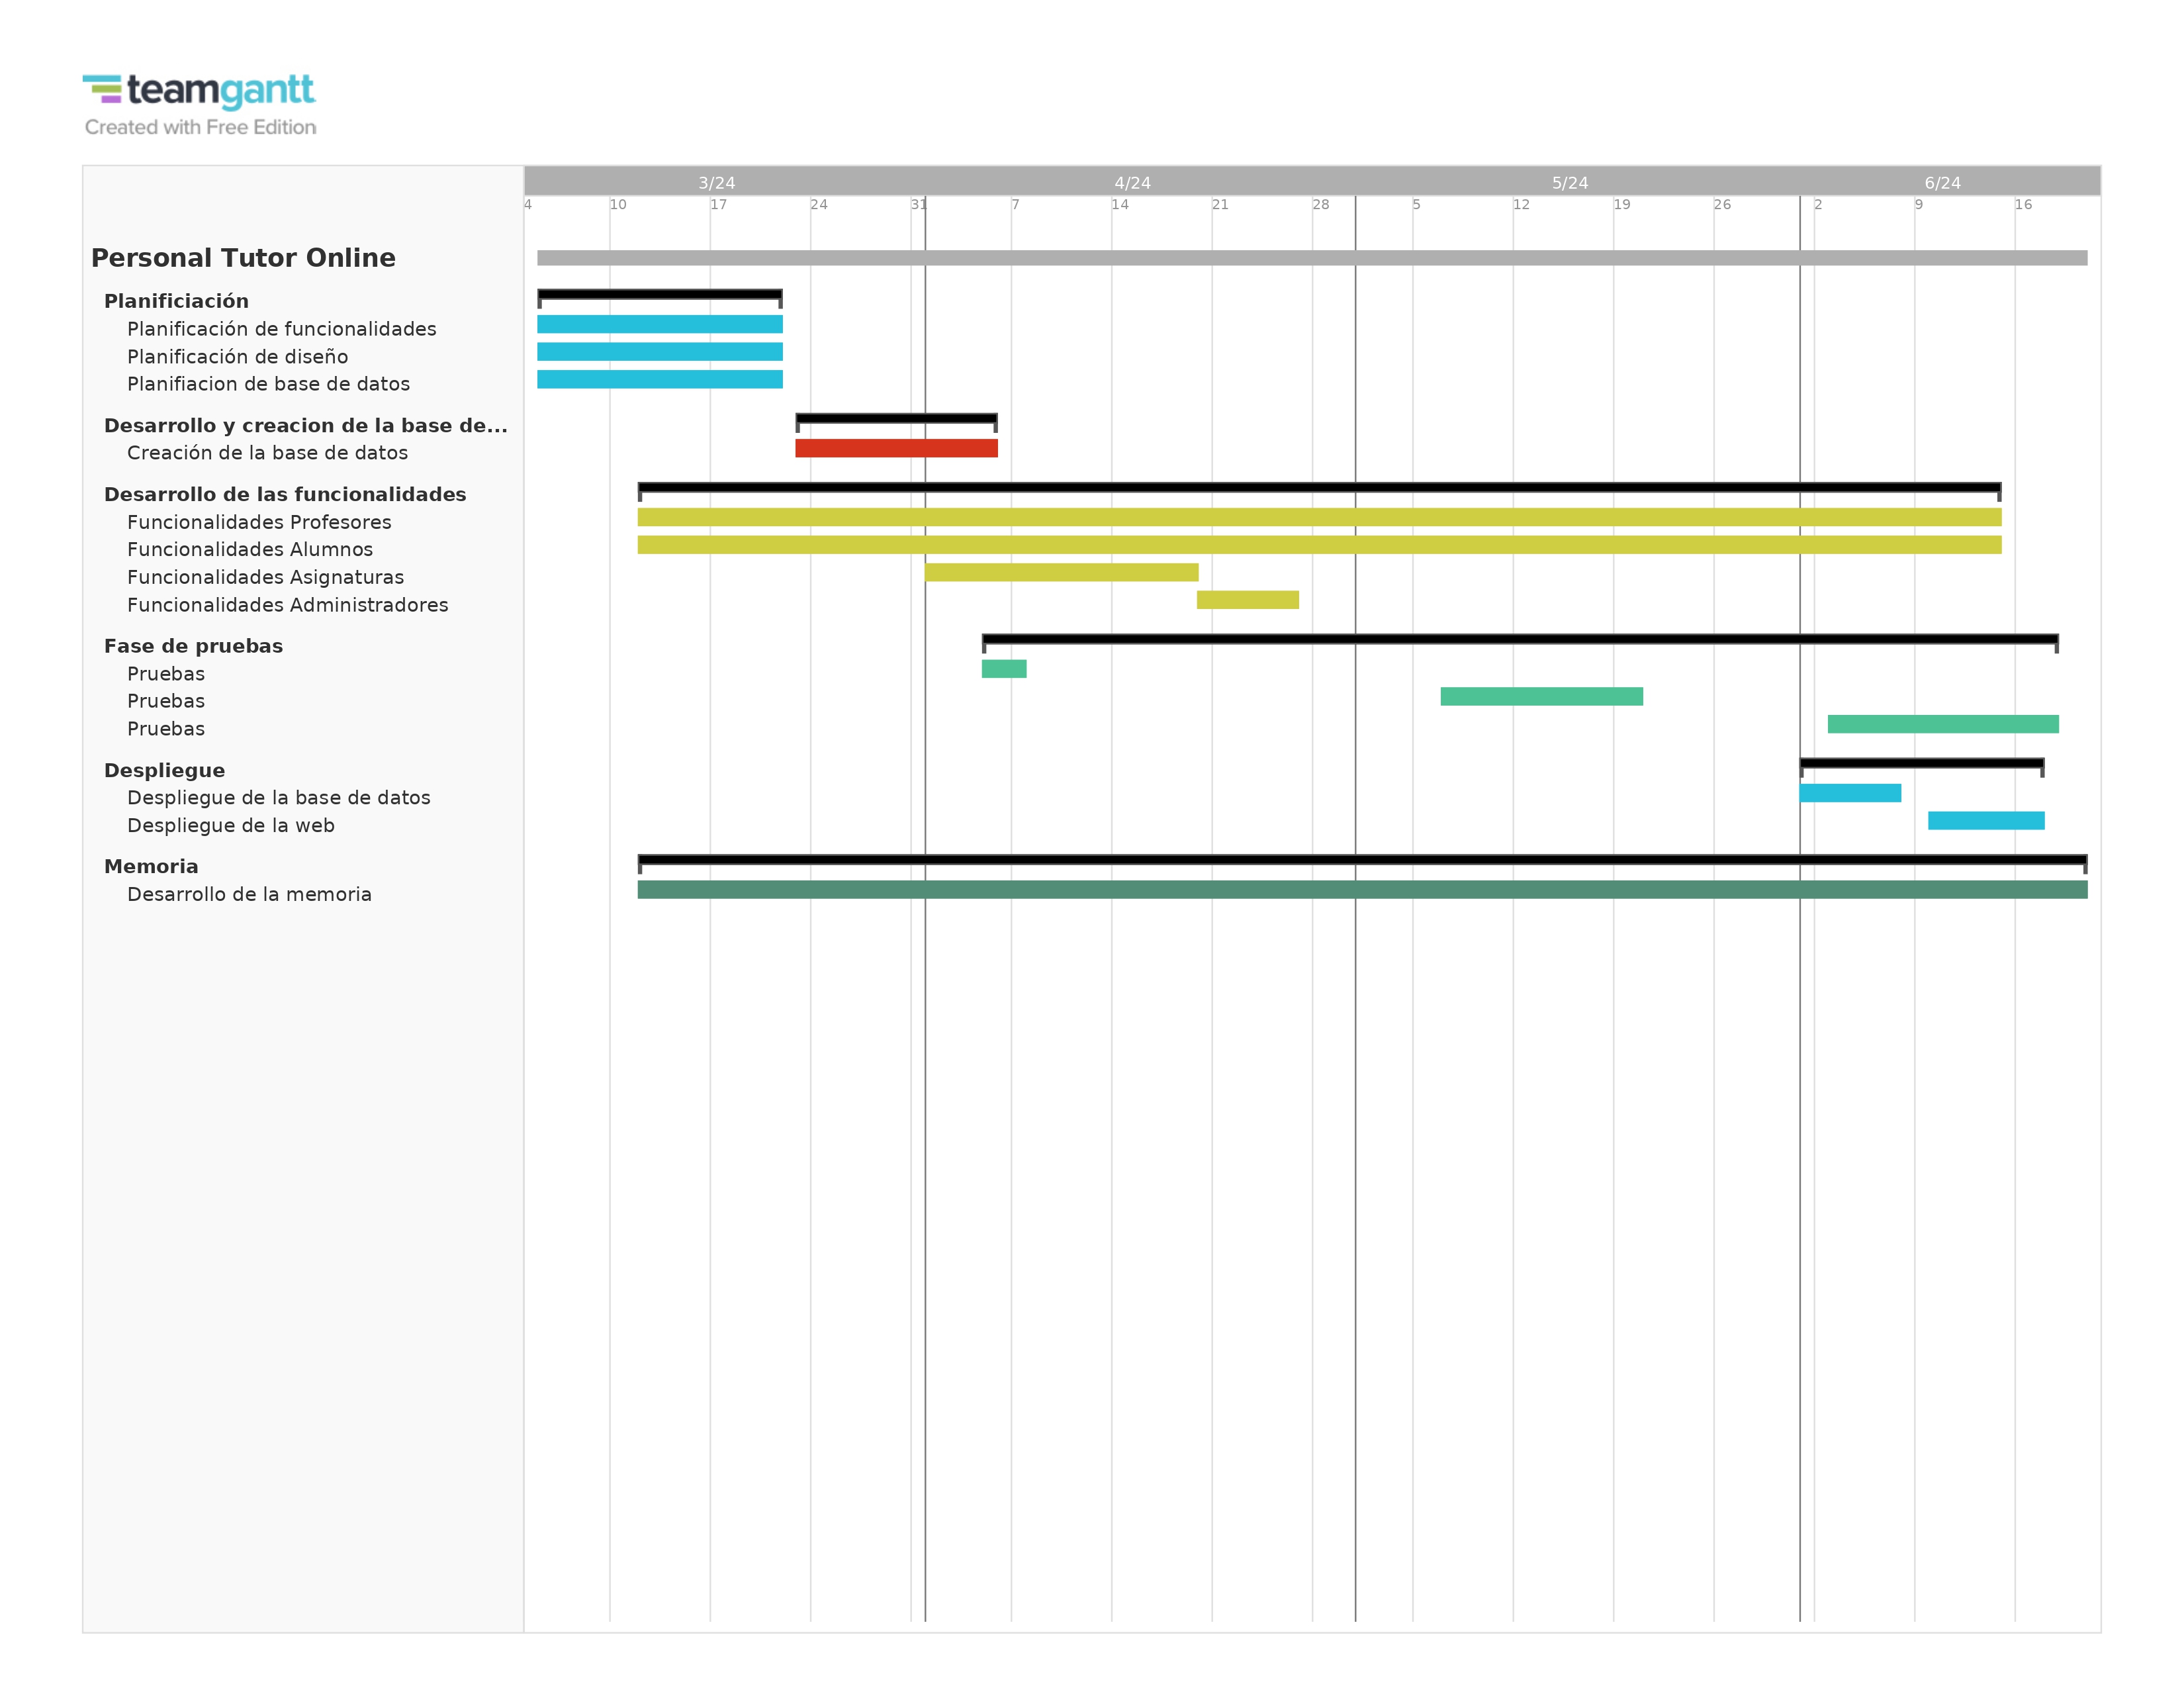 teamgantt
Created with Free Edition
3/24 4/24 5/24 6/24
4 10 17 24 31 7 14 21 28 5 12 19 26 2 9 16
Personal Tutor Online
Planificiación
Planificación de funcionalidades
Planificación de diseño
Planifiacion de base de datos
Desarrollo y creacion de la base de...
Creación de la base de datos
Desarrollo de las funcionalidades
Funcionalidades Profesores
Funcionalidades Alumnos
Funcionalidades Asignaturas
Funcionalidades Administradores
Fase de pruebas
Pruebas
Pruebas
Pruebas
Despliegue
Despliegue de la base de datos
Despliegue de la web
Memoria
Desarrollo de la memoria